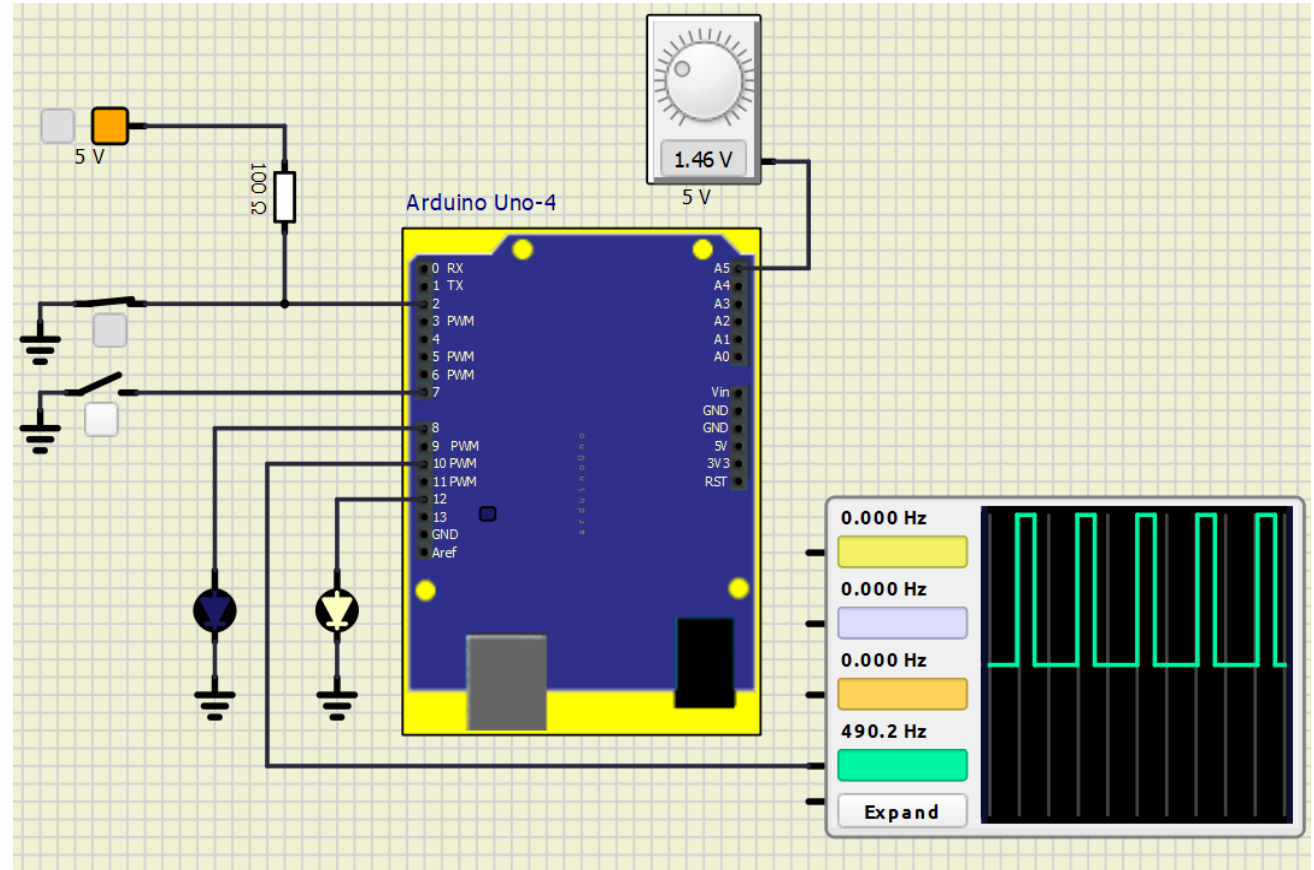 5 V
100 Ω
1.46 V
5 V
Arduino Uno-4
0 RX
1 TX
2
3 PWM
4
5 PWM
6 PWM
7
8
9 PWM
10 PWM
11 PWM
12
13
GND
Aref
arduinoUno
A5
A4
A3
A2
A1
A0
Vin
GND
GND
5V
3V3
RST
0.000 Hz
0.000 Hz
0.000 Hz
490.2 Hz
Expand